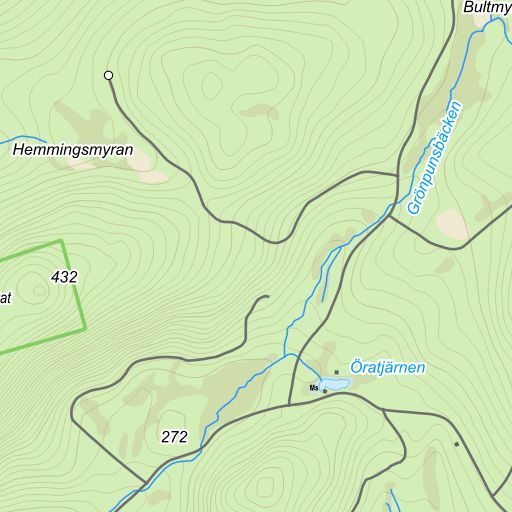 Bultmy
Hemmingsmyran
Grönpunsbäcken
432
at
Öratjärnen
Ms
272